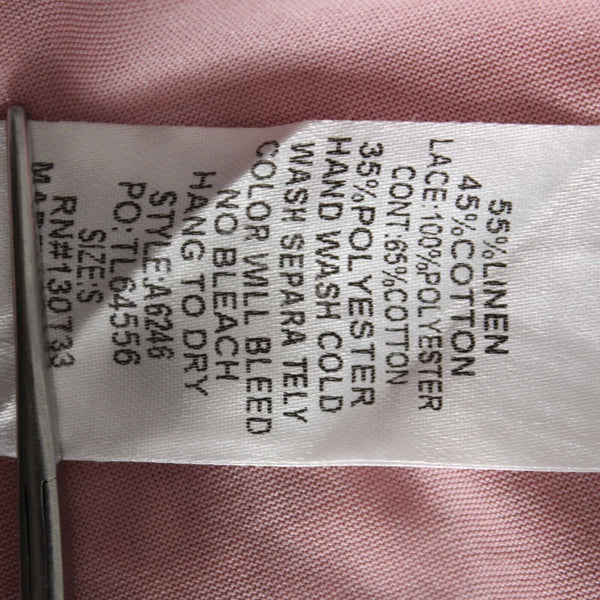 55%LINEN
45%COTTON
LACE:100%POLYESTER
CONT:65%COTTON
35%POLYESTER
HAND WASH COLD
WASH SEPARA TELY
COLOR WILL BLEED
NO BLEACH
HANG TO DRY
STYLE:A6246
PO:TL64556
SIZE:S
RN#130733